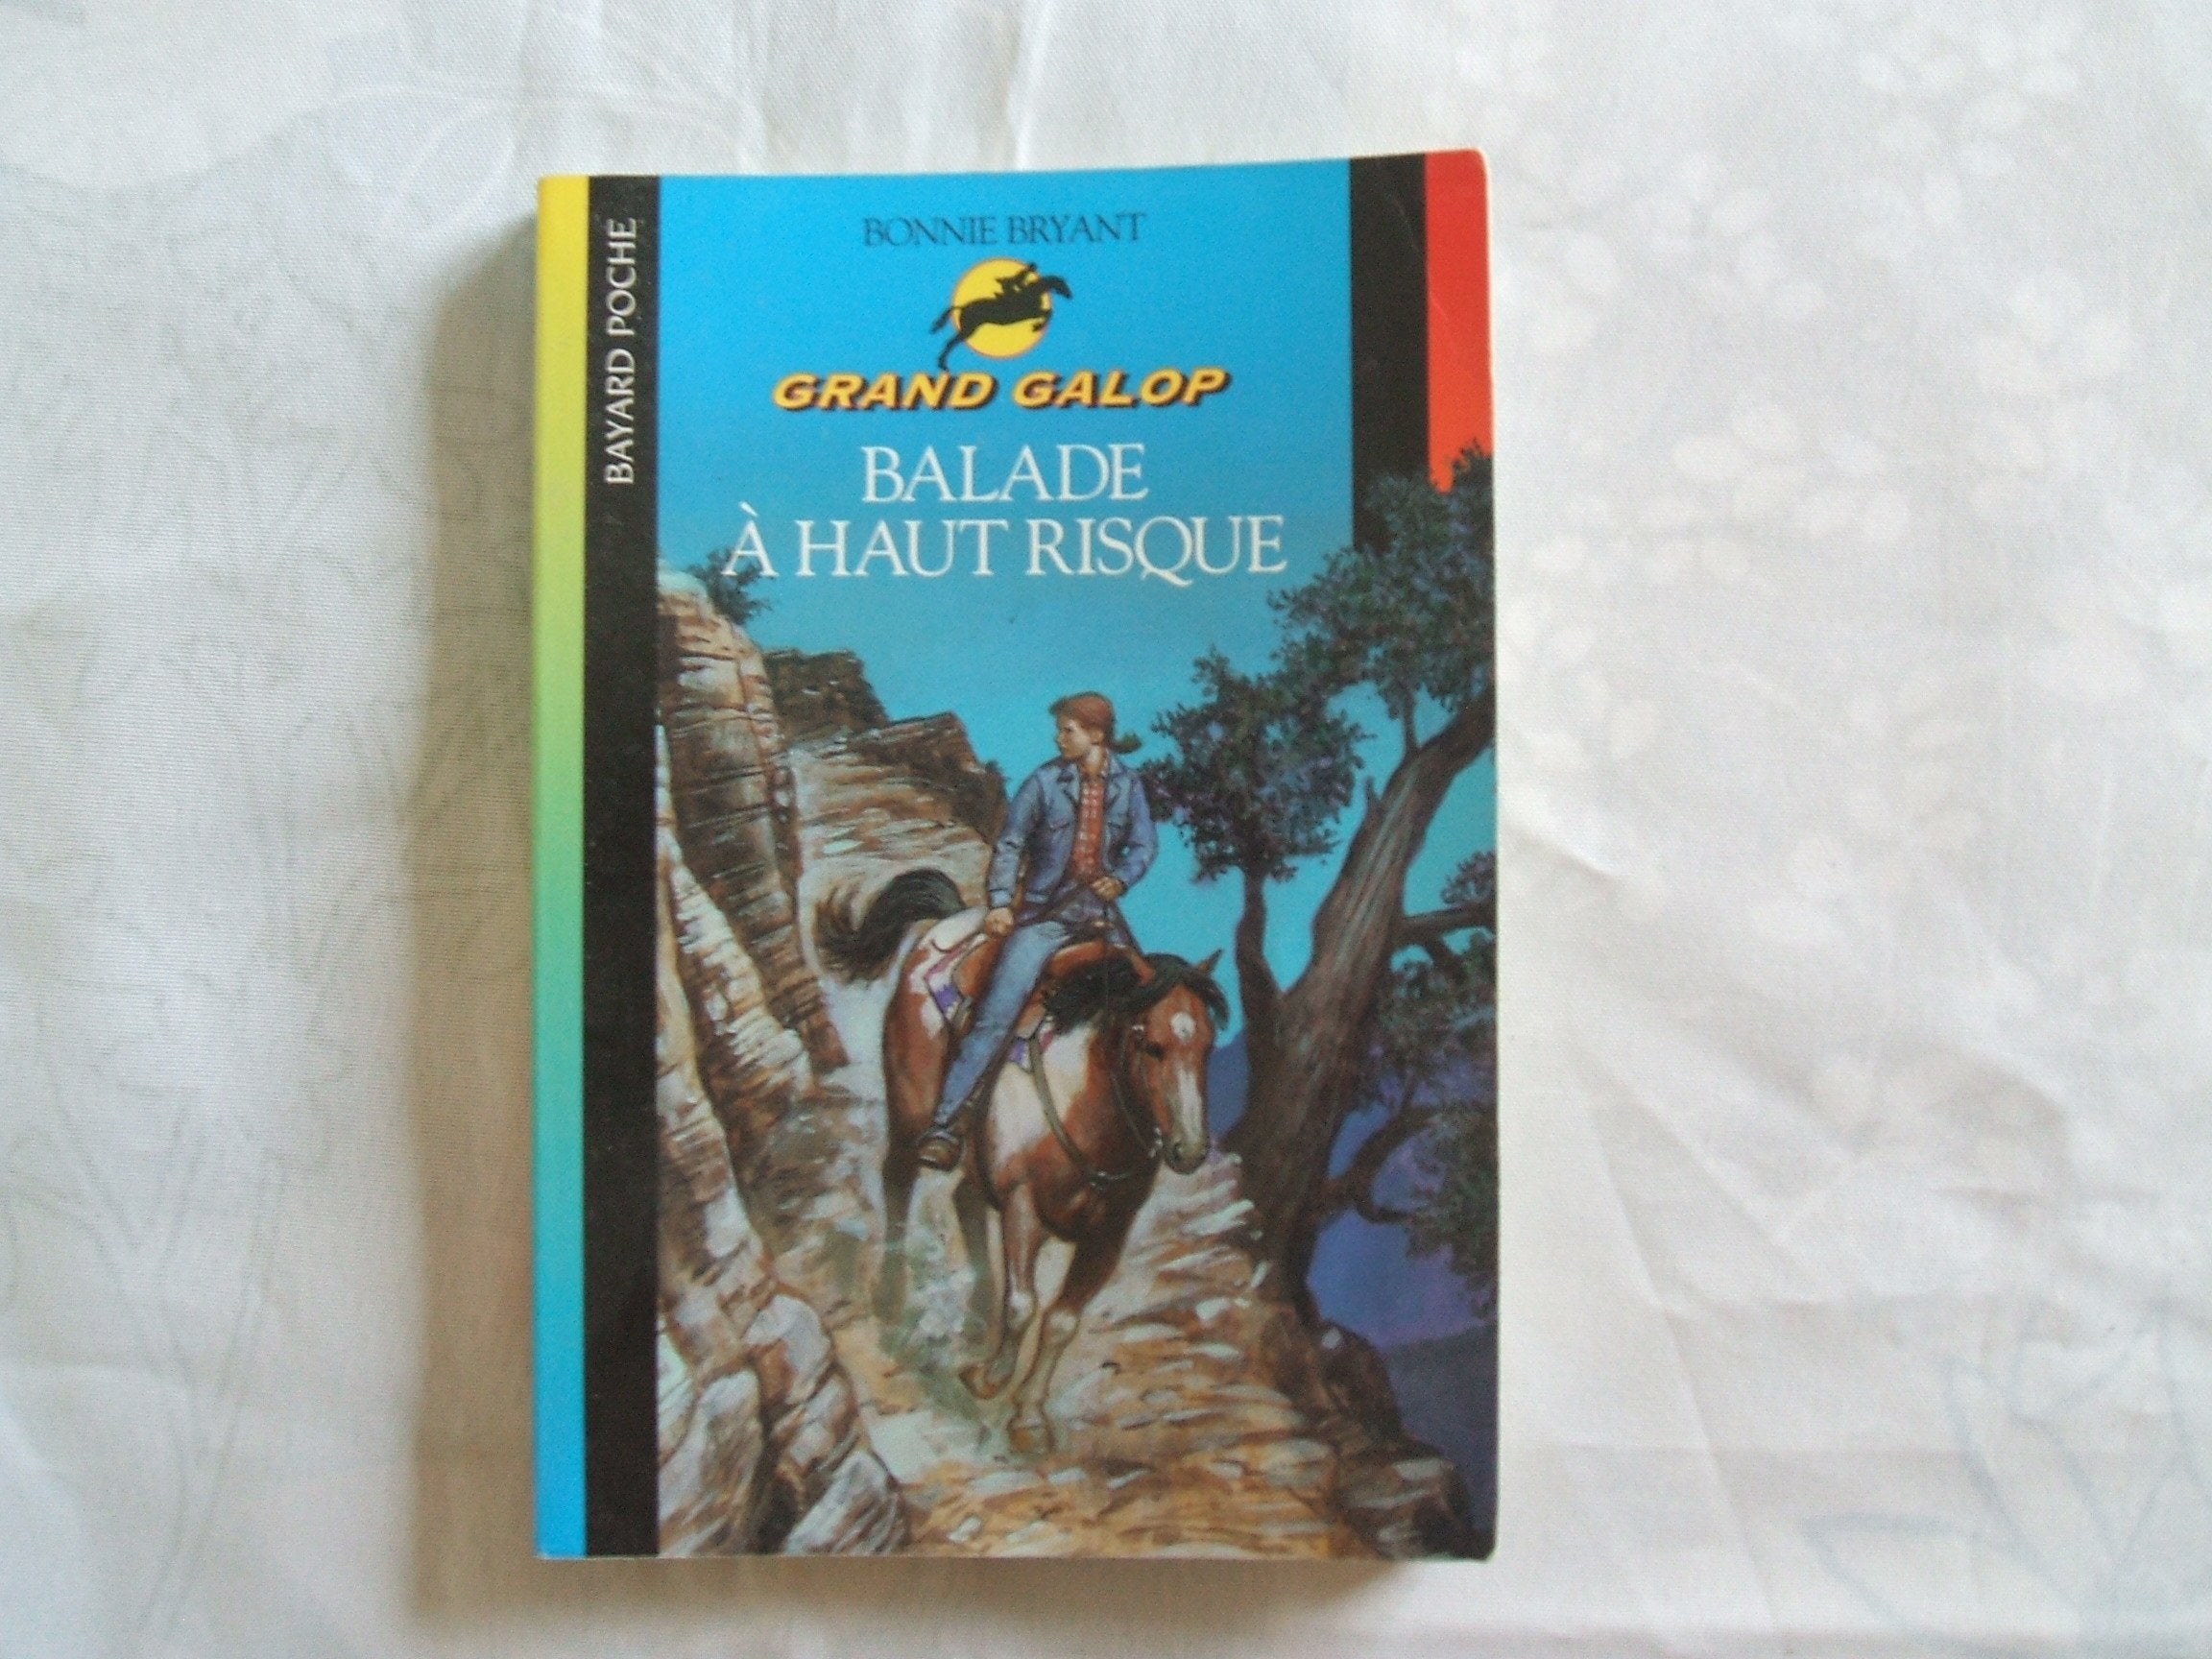 BAYARD POCHE
BONNIE BRYANT
GRAND GALOP
BALADE
À HAUT RISQUE